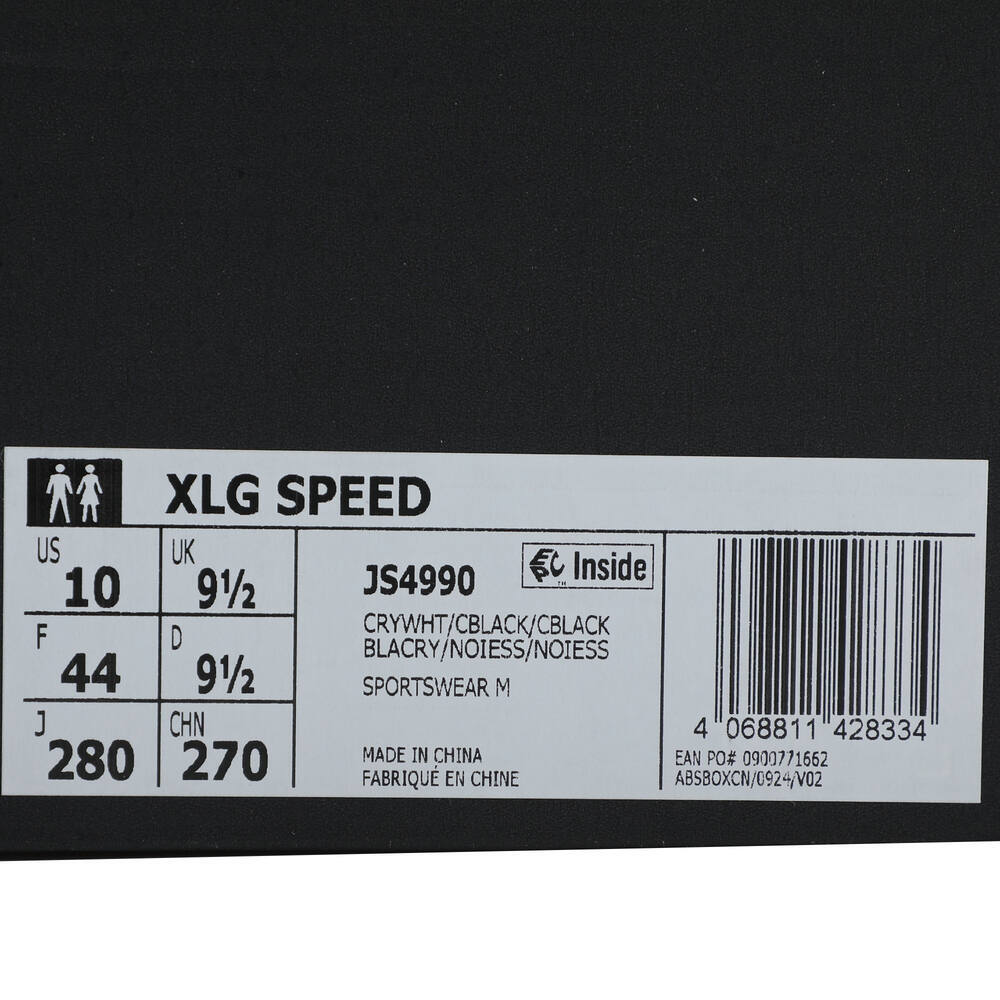 XLG SPEED
US 10
UK 9½
F 44
D 9½
J 280
CHN 270
JS4990
EPC™ Inside
CRYWHT/CBLACK/CBLACK
BLACRY/NOIESS/NOIESS
SPORTSWEAR M
MADE IN CHINA
FABRIQUÉ EN CHINE
4 068811 428334
EAN PO# 0900771662
ABSBOXCN/0924/V02